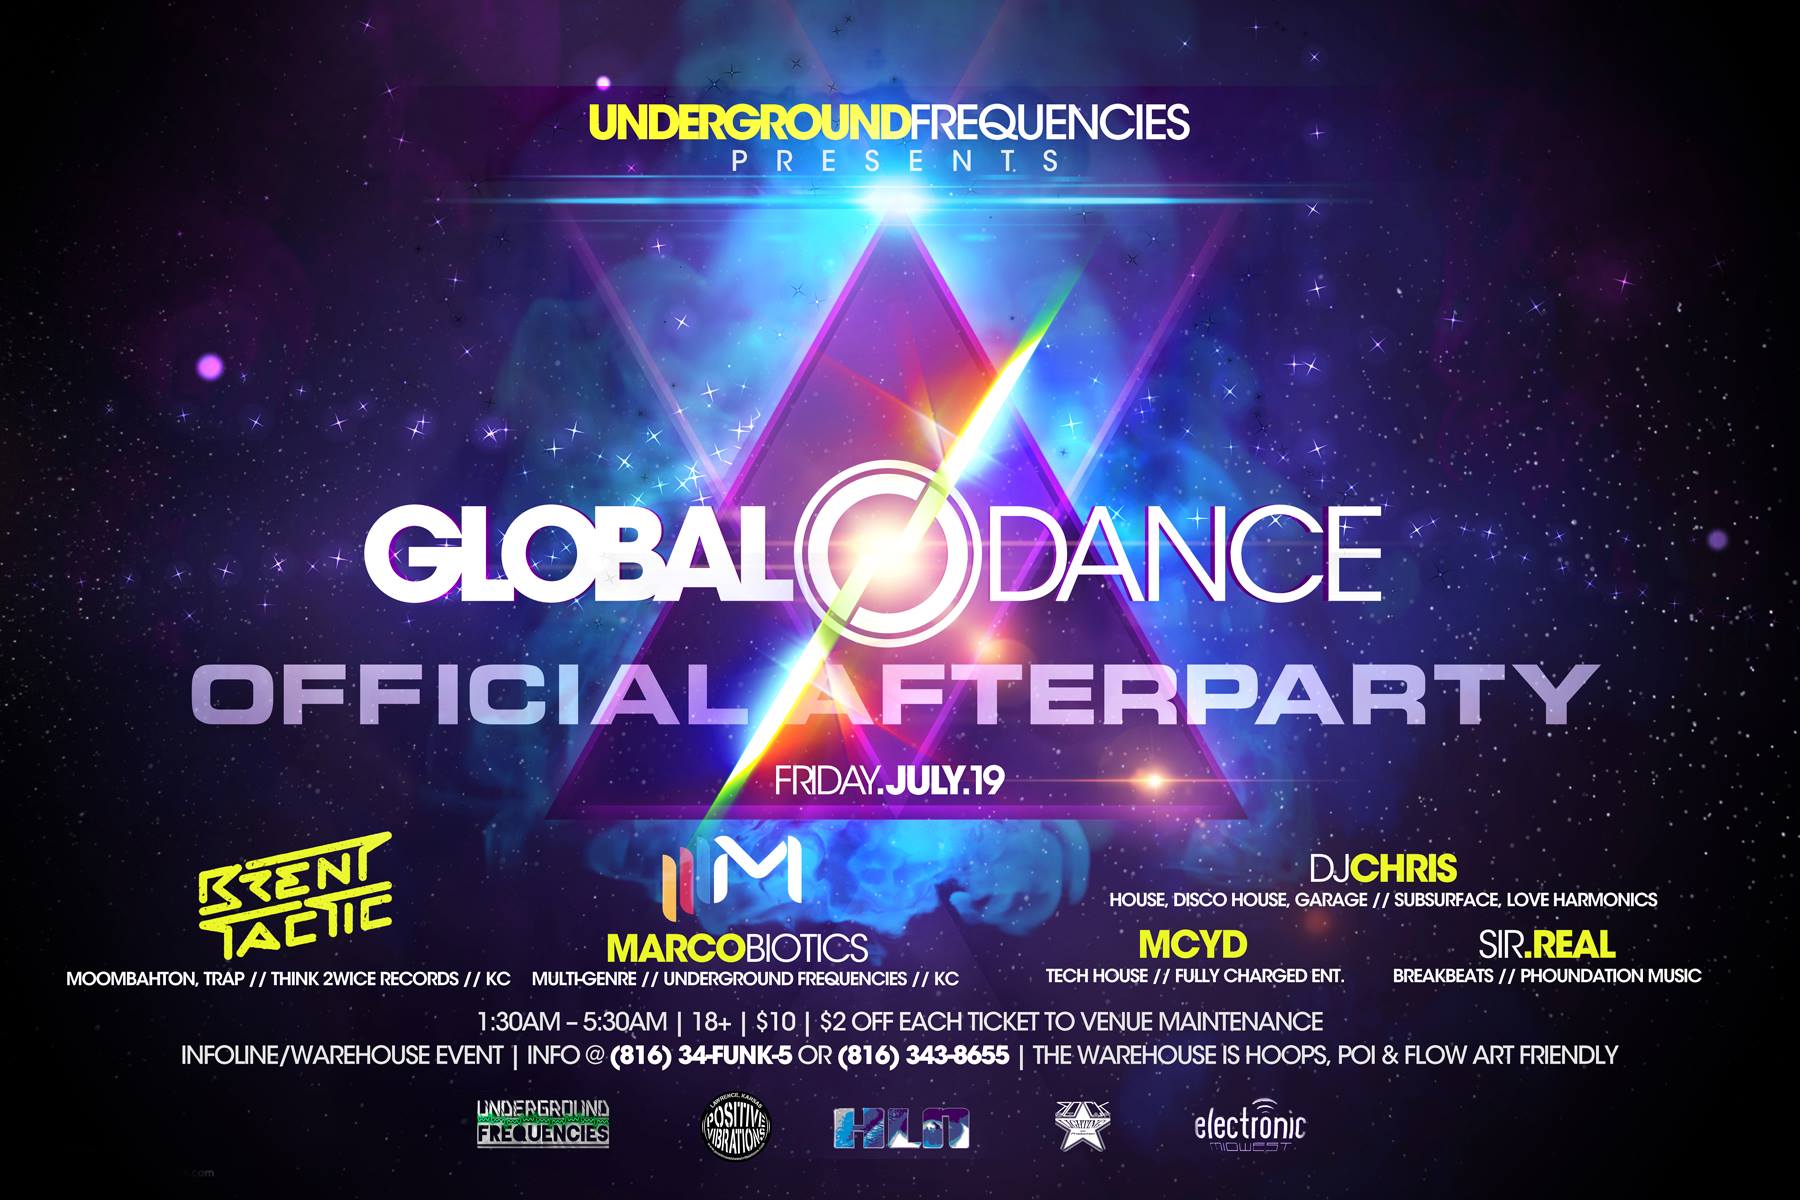 UNDERGROUNDFREQUENCIES
PRESENTS
GLOBAL DANCE
OFFICIAL AFTERPARTY
FRIDAY.JULY.19
BRENT
TACTIC
MOOMBAHTON, TRAP // THINK 2WICE RECORDS // KC
M
MARCOBIOTICS
MULTI-GENRE // UNDERGROUND FREQUENCIES // KC
DJCHRIS
HOUSE, DISCO HOUSE, GARAGE // SUBSURFACE, LOVE HARMONICS
MCYD
TECH HOUSE // FULLY CHARGED ENT.
SIR.REAL
BREAKBEATS // PHOUNDATION MUSIC
1:30AM – 5:30AM | 18+ | $10 | $2 OFF EACH TICKET TO VENUE MAINTENANCE
INFOLINE/WAREHOUSE EVENT | INFO @ (816) 34-FUNK-5 OR (816) 343-8655 | THE WAREHOUSE IS HOOPS, POI & FLOW ART FRIENDLY
UNDERGROUND
FREQUENCIES
LAWRENCE, KANSAS
POSITIVE
VIBRATIONS
HLM
electronic
MIDWEST